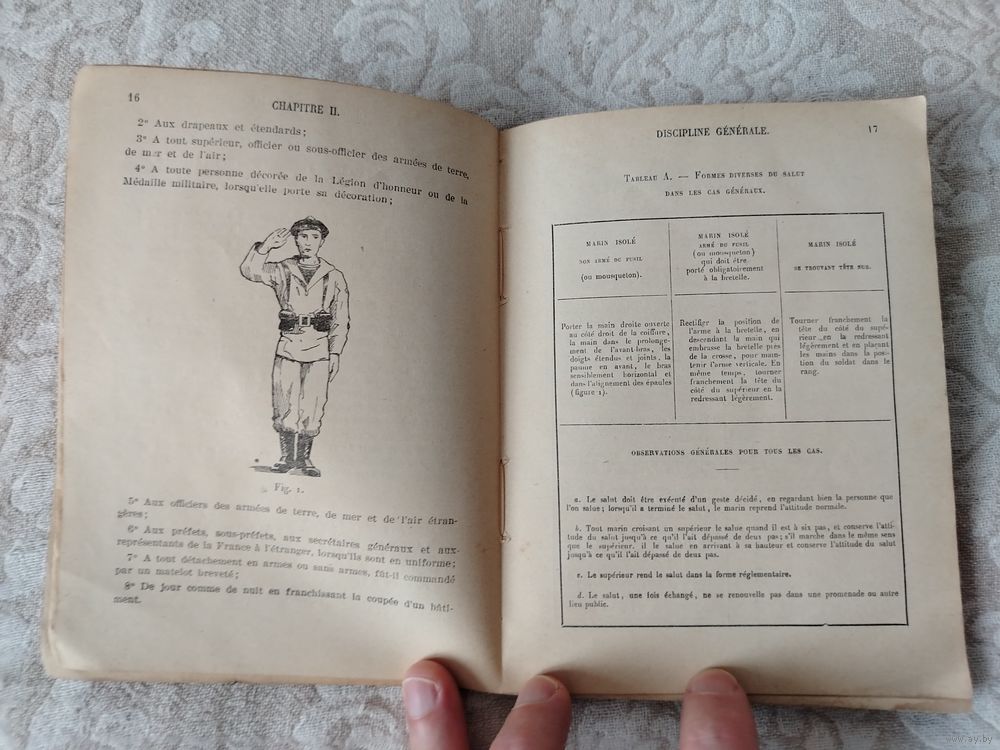 16
CHAPITRE II.
2° Aux drapeaux et étendards;
3° A tout supérieur, officier ou sous-officier des armées de terre,
de mer et de l'air;
4° A toute personne décorée de la Légion d'honneur ou de la
Médaille militaire, lorsqu'elle porte sa décoration;
Fig. 1.
5° Aux officiers des armées de terre, de mer et de l'air étran-
gères;
6° Aux préfets, sous-préfets, aux secrétaires généraux et aux
représentants de la France à l'étranger, lorsqu'ils sont en uniforme;
7° A tout détachement en armes ou sans armes, fût-il commandé
par un matelot breveté;
8° De jour comme de nuit en franchissant la coupée d'un bâti-
ment.
DISCIPLINE GÉNÉRALE.
17
TABLEAU A. — FORMES DIVERSES DU SALUT
DANS LES CAS GÉNÉRAUX.
MARIN ISOLÉ
NON ARMÉ DU FUSIL
(ou mousqueton).
MARIN ISOLÉ
ARMÉ DU FUSIL
(ou mousqueton)
qui doit être
porté obligatoirement
à la bretelle.
MARIN ISOLÉ
SE TROUVANT TÊTE NUE.
Porter la main droite ouverte
au côté droit de la coiffure,
la main dans le prolonge-
ment de l'avant-bras, les
doigts étendus et joints, la
paume en avant, le bras
sensiblement horizontal et
dans l'alignement des épaules
(figure 1).
Rectifier la position de
l'arme à la bretelle, en
descendant la main qui
embrasse la bretelle près
de la crosse, pour main-
tenir l'arme verticale. En
même temps, tourner
franchement la tête du
côté du supérieur en la
redressant légèrement.
Tourner franchement la
tête du côté du supé-
rieur en la redressant
légèrement et en plaçant
les mains dans la posi-
tion du soldat dans le
rang.
OBSERVATIONS GÉNÉRALES POUR TOUS LES CAS.
a. Le salut doit être exécuté d'un geste décidé, en regardant bien la personne que
l'on salue; lorsqu'il a terminé le salut, le marin reprend l'attitude normale.
b. Tout marin croisant un supérieur le salue quand il est à six pas, et conserve l'atti-
tude du salut jusqu'à ce qu'il l'ait dépassé de deux pas; s'il marche dans le même sens
que le supérieur, il le salue en arrivant à sa hauteur et conserve l'attitude du salut
jusqu'à ce qu'il l'ait dépassé de deux pas.
c. Le supérieur rend le salut dans la forme réglementaire.
d. Le salut, une fois échangé, ne se renouvelle pas dans une promenade ou autre
lieu public.
www.ay.by